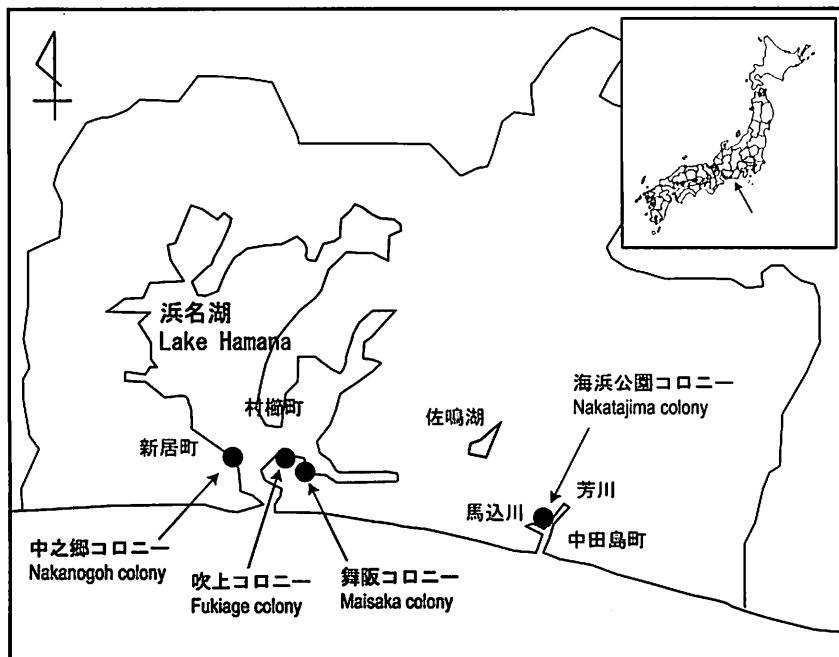 浜名湖
Lake Hamana
村櫛町
新居町
佐鳴湖
海浜公園コロニー
Nakatajima colony
芳川
馬込川
中田島町
中之郷コロニー
Nakanogoh colony
吹上コロニー
Fukiage colony
舞阪コロニー
Maisaka colony